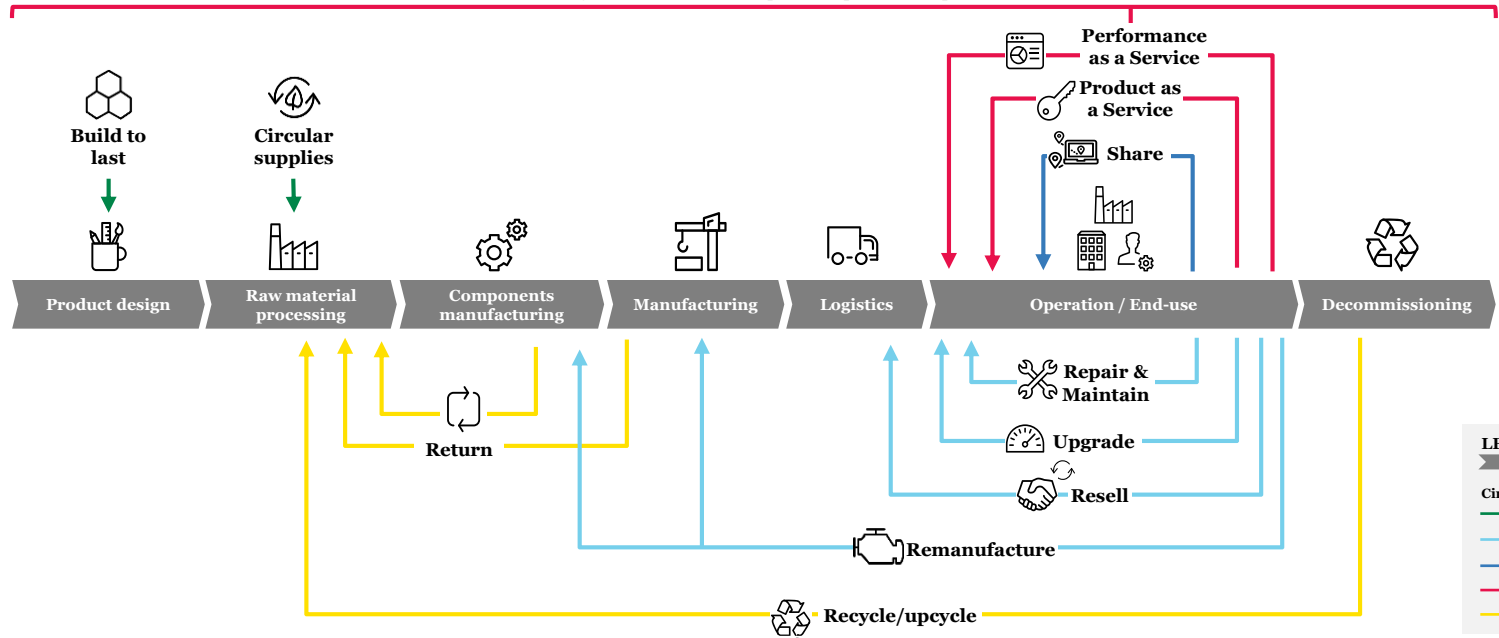 Performance
as a Service
Product as
a Service
Share
Build to
last
Circular
supplies
Product design
Raw material
processing
Components
manufacturing
Manufacturing
Logistics
Operation / End-use
Decommissioning
Repair &
Maintain
Upgrade
Return
Resell
Remanufacture
Recycle/upcycle